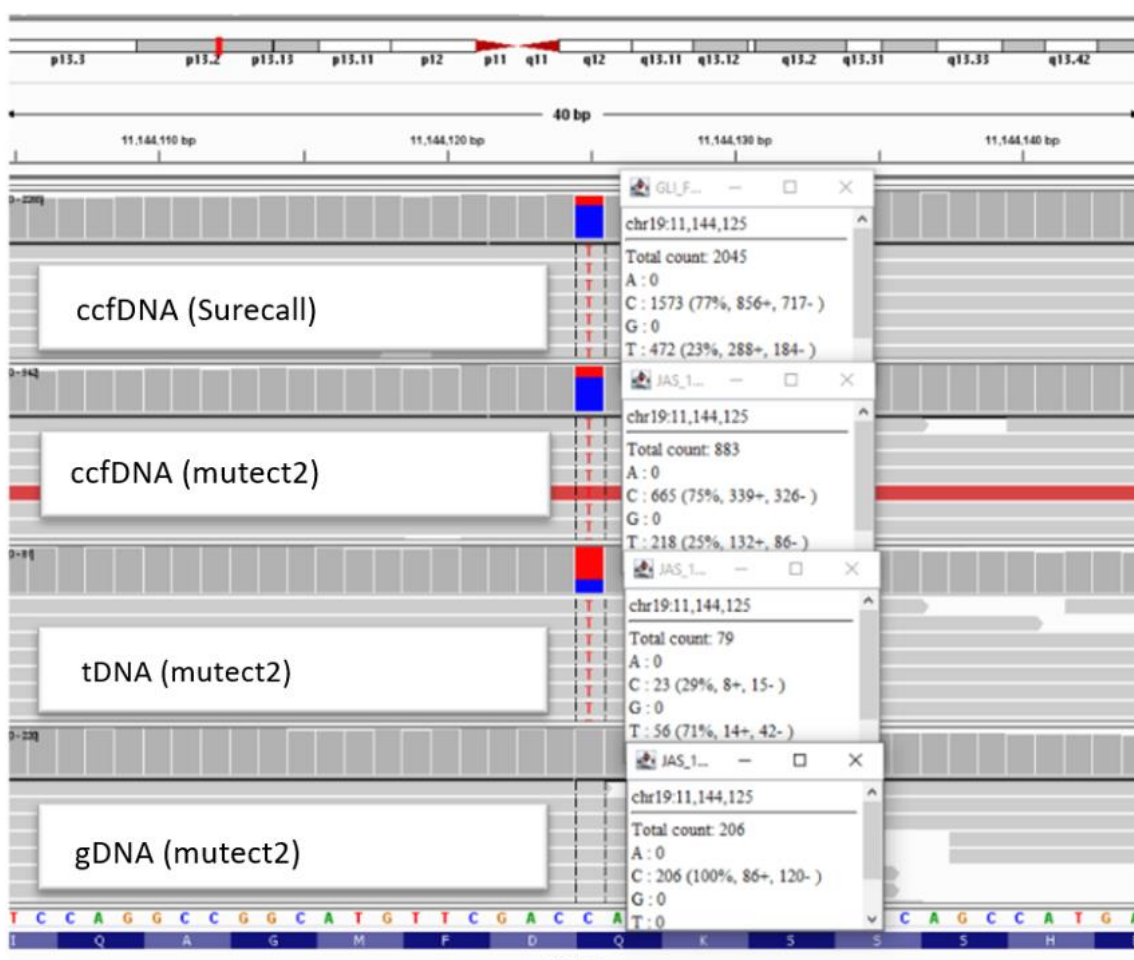 p13.3 p13.2 p13.13 p13.11 p12 p11 q11 q12 q13.11 q13.12 q13.2 q13.31 q13.33 q13.42
40 bp
11,144,110 bp 11,144,120 bp 11,144,130 bp 11,144,140 bp
GLI_F...
chr19:11,144,125
Total count: 2045
A : 0
C : 1573 (77%, 856+, 717- )
G : 0
T : 472 (23%, 288+, 184- )
T
T
T
T
T
T
T
ccfDNA (Surecall)
JAS_1...
chr19:11,144,125
Total count: 883
A : 0
C : 665 (75%, 339+, 326- )
G : 0
T : 218 (25%, 132+, 86- )
T
T
T
T
T
T
T
ccfDNA (mutect2)
JAS_1...
chr19:11,144,125
Total count: 79
A : 0
C : 23 (29%, 8+, 15- )
G : 0
T : 56 (71%, 14+, 42- )
T
T
T
T
T
T
T
tDNA (mutect2)
JAS_1...
chr19:11,144,125
Total count: 206
A : 0
C : 206 (100%, 86+, 120- )
G : 0
T : 0
gDNA (mutect2)
T C C A G G C C G G C A T G T T C G A C C A C A G C C A T G A
I Q A G M F D Q K S S S H